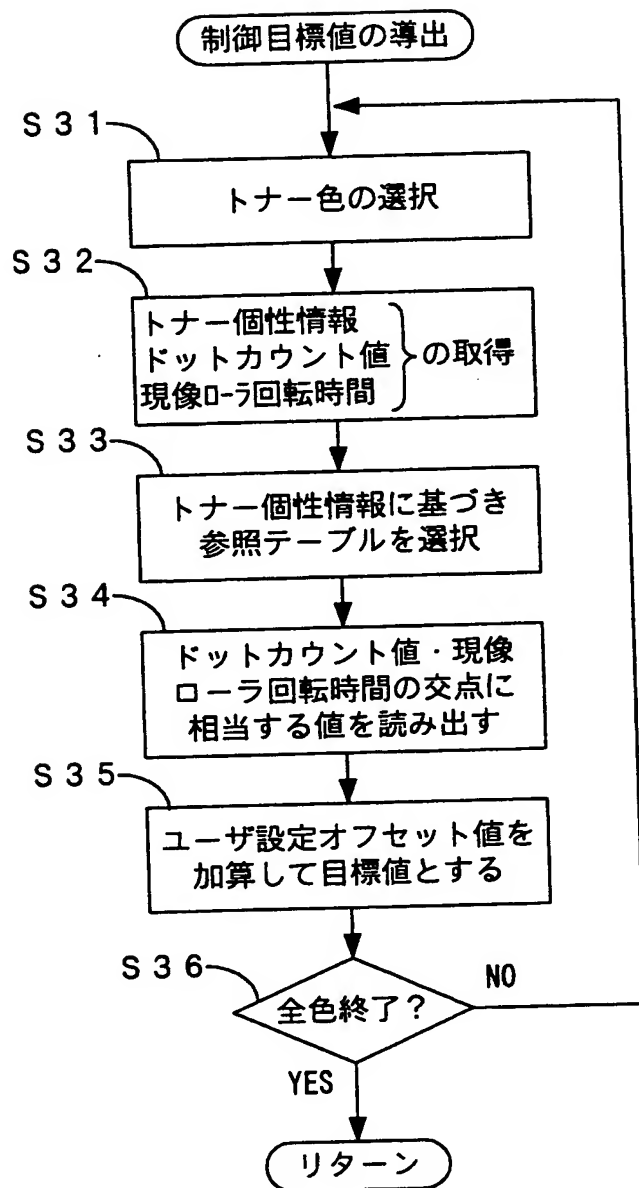 制御目標値の導出
S31
トナー色の選択
S32
トナー個性情報
ドットカウント値
現像ローラ回転時間
の取得
S33
トナー個性情報に基づき
参照テーブルを選択
S34
ドットカウント値・現像
ローラ回転時間の交点に
相当する値を読み出す
S35
ユーザ設定オフセット値を
加算して目標値とする
S36
全色終了？
NO
YES
リターン